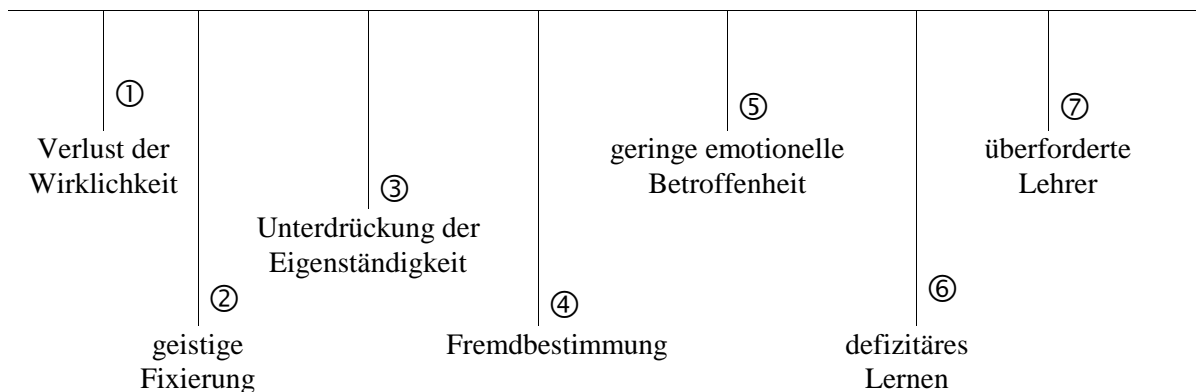 ①
Verlust der
Wirklichkeit
②
geistige
Fixierung
③
Unterdrückung der
Eigenständigkeit
④
Fremdbestimmung
⑤
geringe emotionelle
Betroffenheit
⑥
defizitäres
Lernen
⑦
überforderte
Lehrer